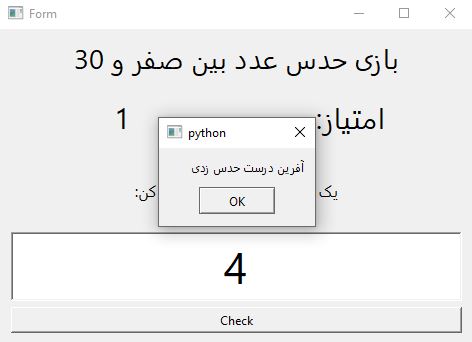 Form
بازی حدس عدد بین صفر و 30
امتیاز: 1
python
آفرین درست حدس زدی
OK
یک
کن:
4
Check